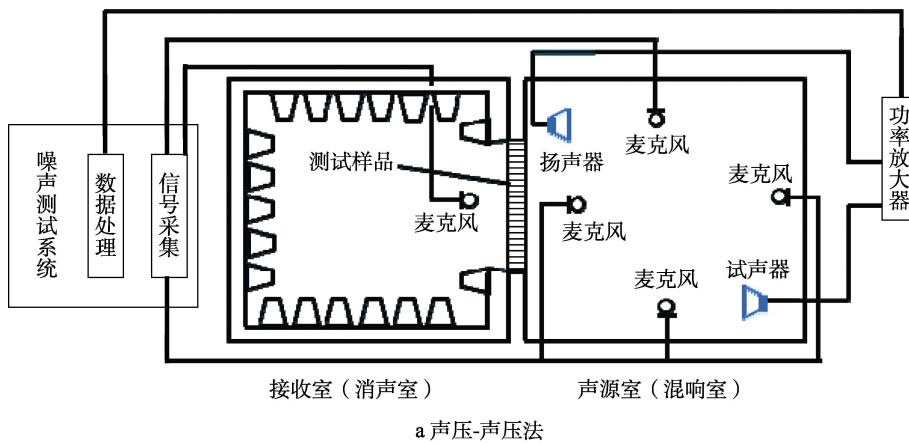 噪声测试系统
数据处理
信号采集
测试样品
麦克风
扬声器
麦克风
麦克风
麦克风
麦克风
试声器
功率放大器
接收室（消声室）
声源室（混响室）
a 声压-声压法